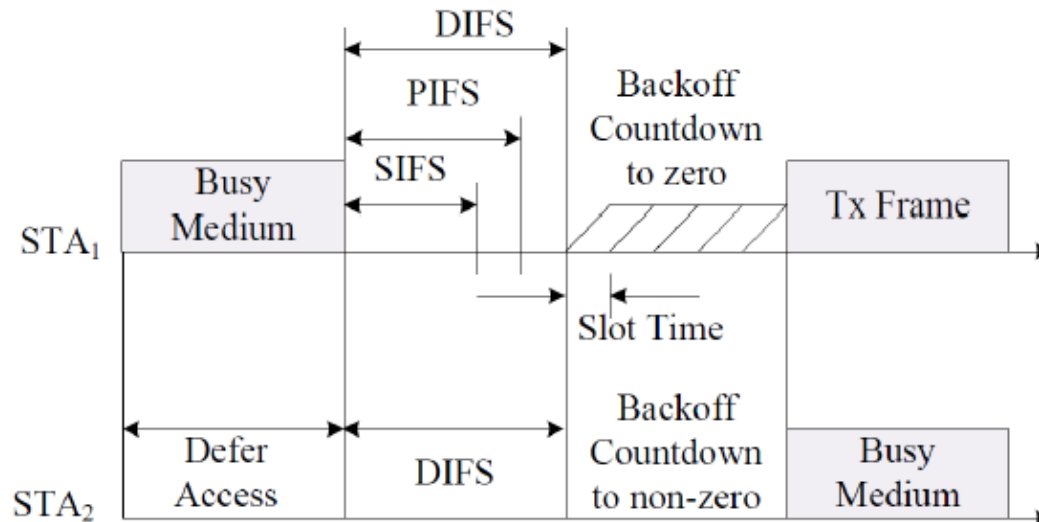 DIFS
PIFS
SIFS
Backoff
Countdown
to zero
Busy
Medium
Tx Frame
STA₁
Slot Time
Defer
Access
DIFS
Backoff
Countdown
to non-zero
Busy
Medium
STA₂